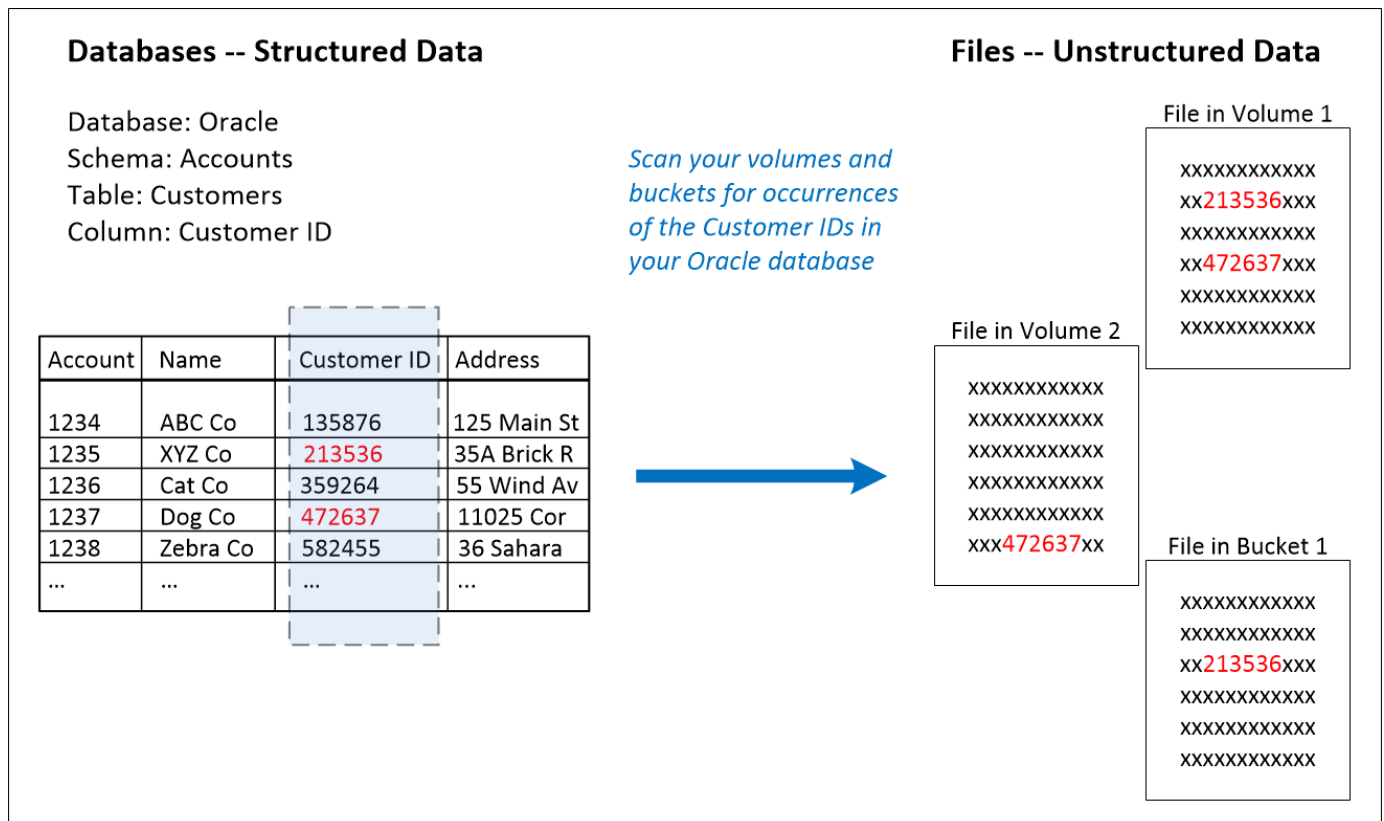 Databases -- Structured Data
Database: Oracle
Schema: Accounts
Table: Customers
Column: Customer ID
Scan your volumes and
buckets for occurrences
of the Customer IDs in
your Oracle database
Account Name Customer ID Address
1234 ABC Co 135876 125 Main St
1235 XYZ Co 213536 35A Brick R
1236 Cat Co 359264 55 Wind Av
1237 Dog Co 472637 11025 Cor
1238 Zebra Co 582455 36 Sahara
... ... ... ...
Files -- Unstructured Data
File in Volume 1
xxxxxxxxxxxx
xx213536xxx
xxxxxxxxxxxx
xx472637xxx
xxxxxxxxxxxx
xxxxxxxxxxxx
File in Volume 2
xxxxxxxxxxxx
xxxxxxxxxxxx
xxxxxxxxxxxx
xxxxxxxxxxxx
xxxxxxxxxxxx
xxx472637xx
File in Bucket 1
xxxxxxxxxxxx
xxxxxxxxxxxx
xx213536xxx
xxxxxxxxxxxx
xxxxxxxxxxxx
xxxxxxxxxxxx